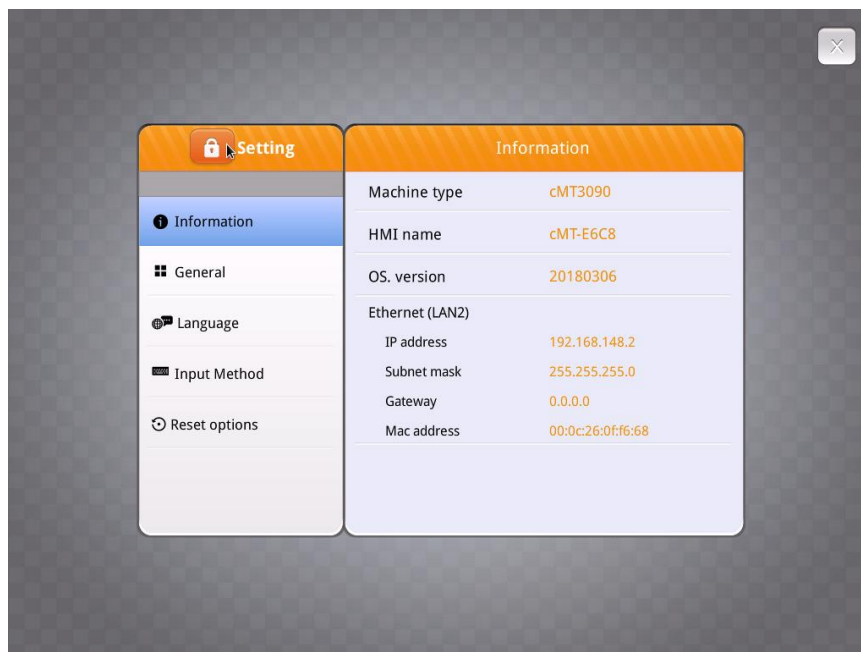 Setting
Information
General
Language
Input Method
Reset options
Information
Machine type cMT3090
HMI name cMT-E6C8
OS. version 20180306
Ethernet (LAN2)
IP address 192.168.148.2
Subnet mask 255.255.255.0
Gateway 0.0.0.0
Mac address 00:0c:26:0f:f6:68